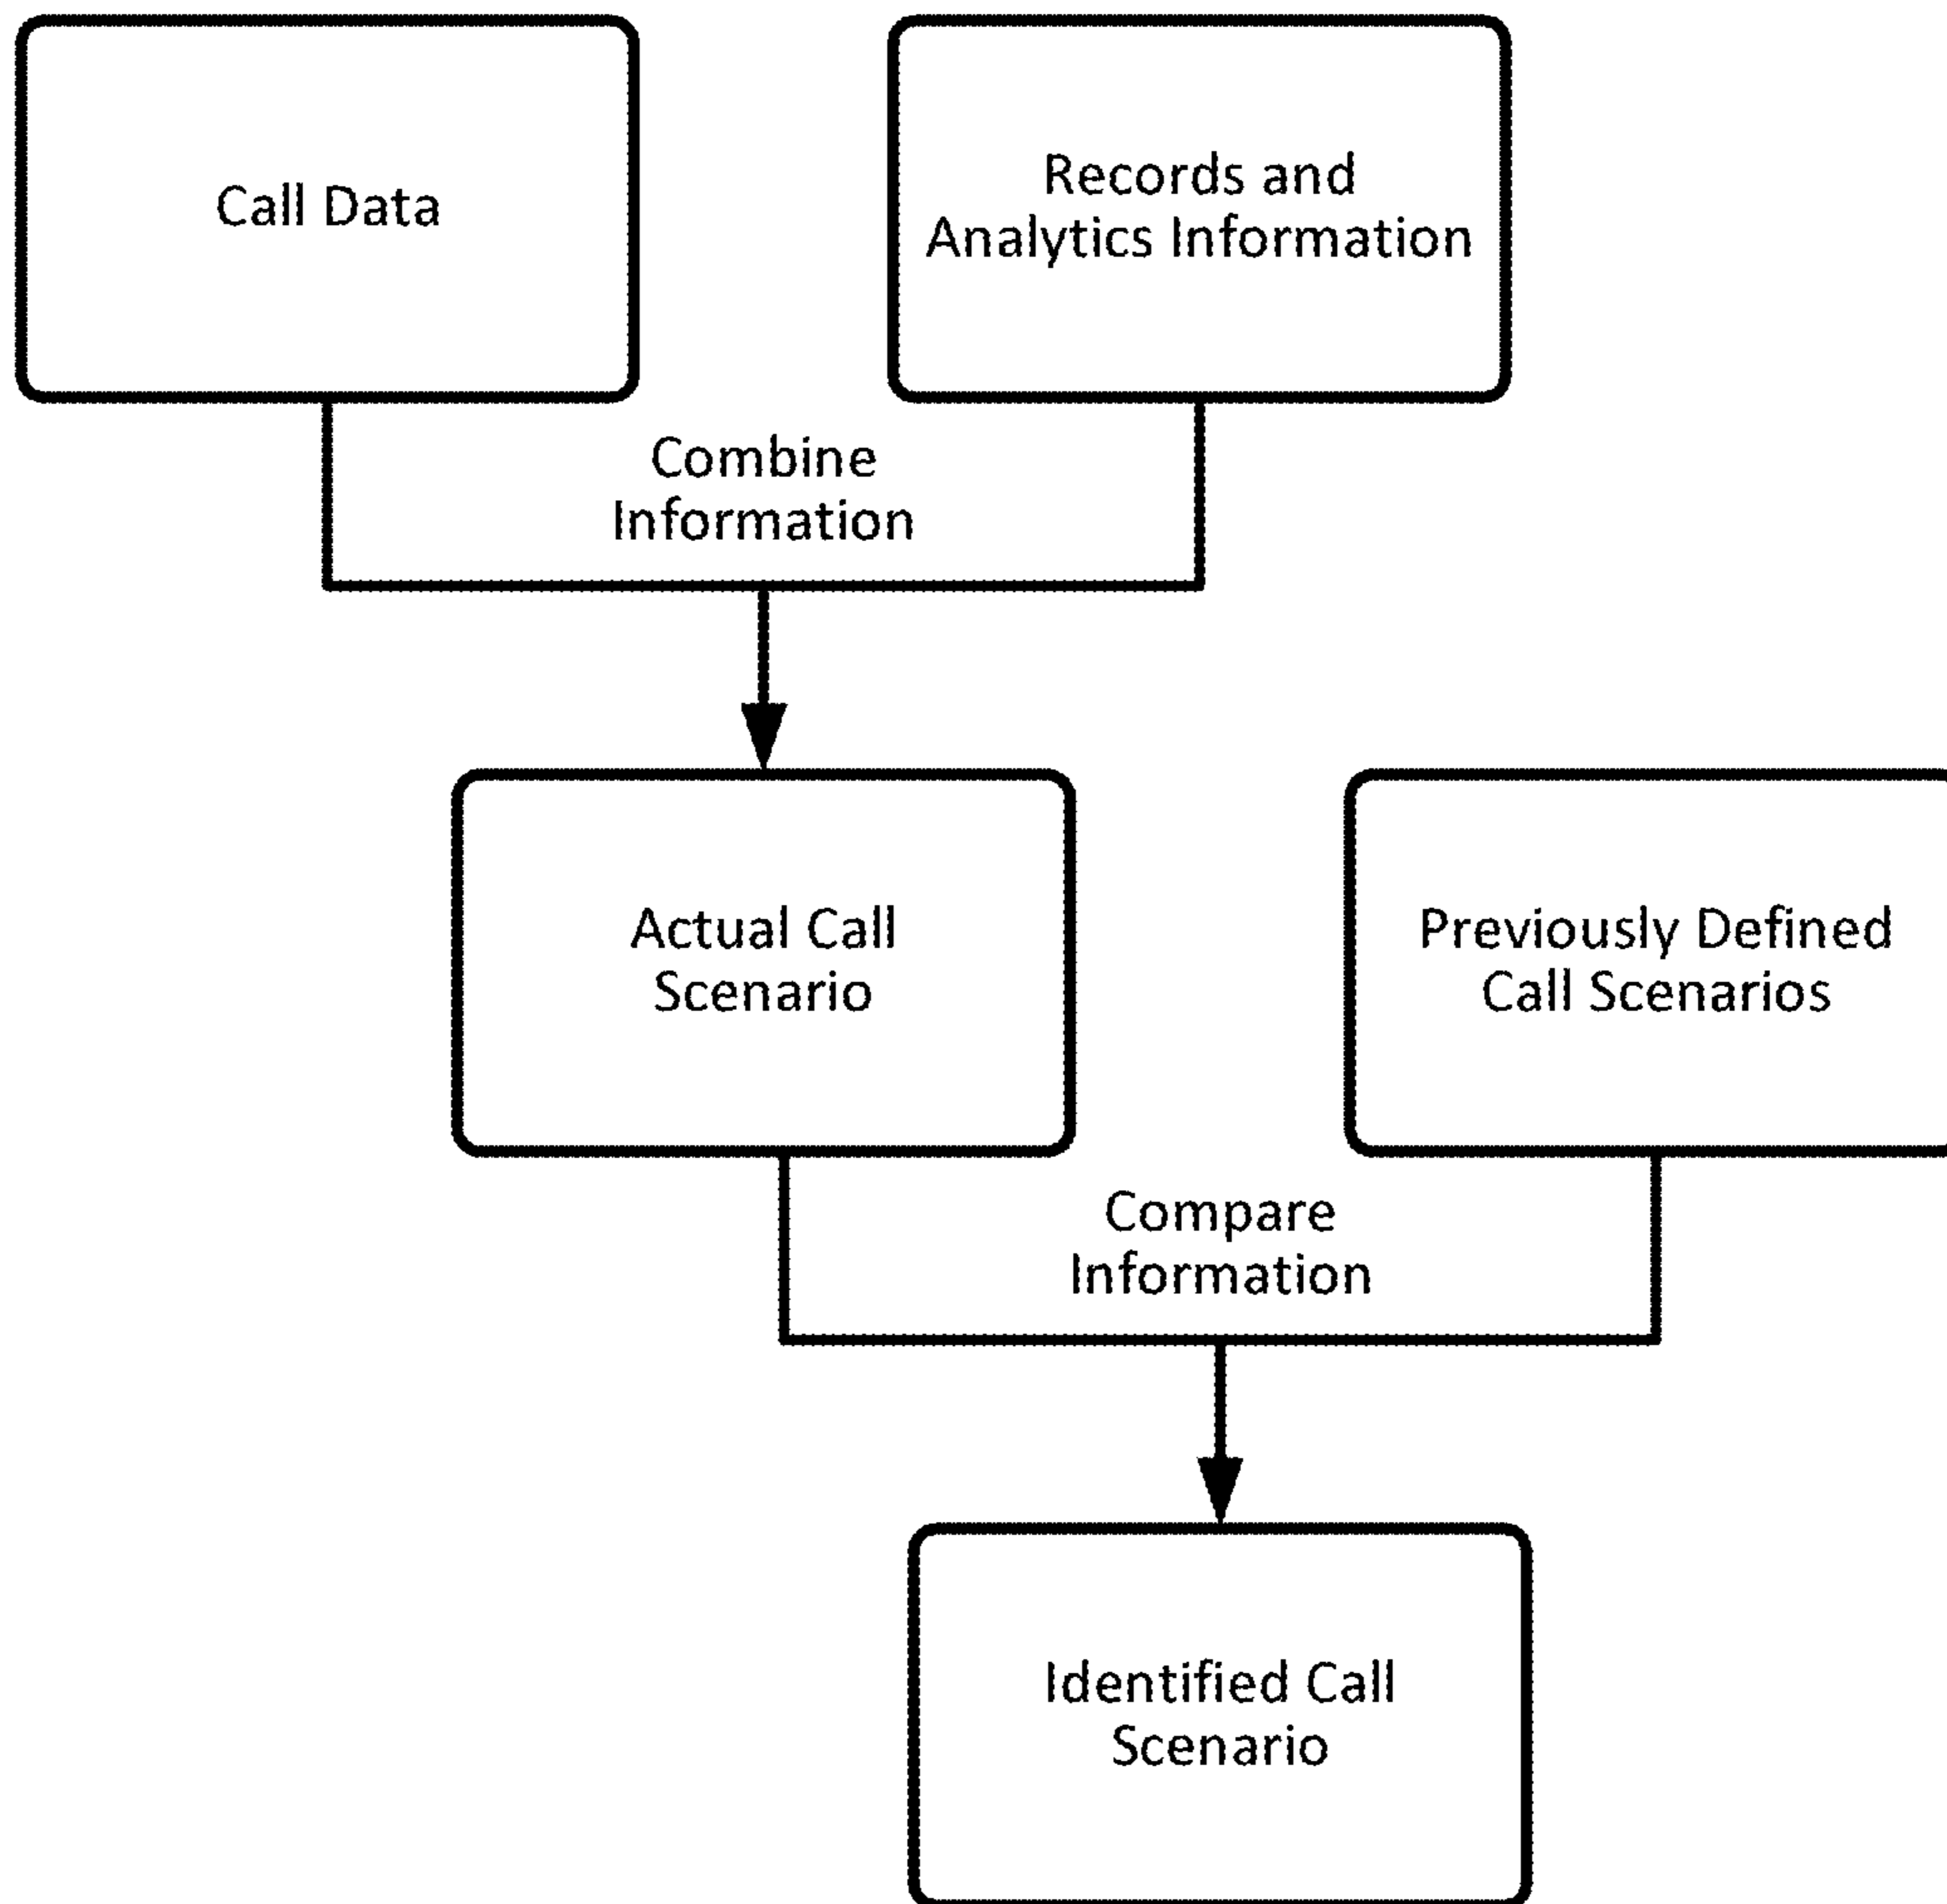 Call Data
Records and
Analytics Information
Combine
Information
Actual Call
Scenario
Previously Defined
Call Scenarios
Compare
Information
Identified Call
Scenario